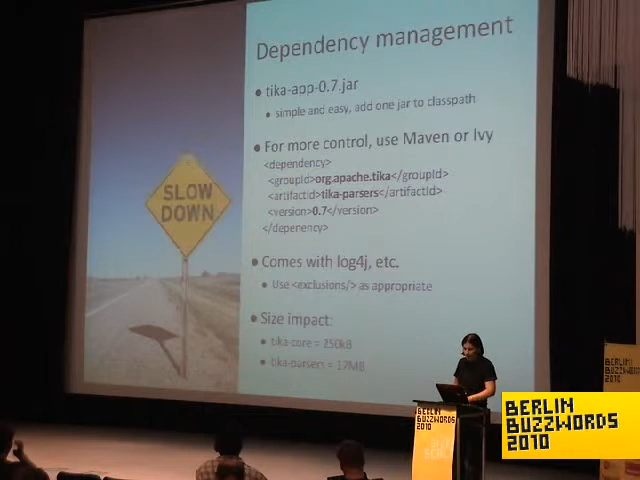 Dependency management
• tika-app-0.7.jar
• simple and easy, add one jar to classpath
• For more control, use Maven or Ivy
<dependency>
<groupId>org.apache.tika</groupId>
<artifactId>tika-parsers</artifactId>
<version>0.7</version>
</depenency>
• Comes with log4j, etc.
• Use <exclusions/> as appropriate
• Size impact:
• tika-core = 250kB
• tika-parsers = 17MB
SLOW
DOWN
BERLIN
BUZZWORDS
2010
BERLIN
BUZZWORDS
2010
BERLIN
BUZZWORDS
2010